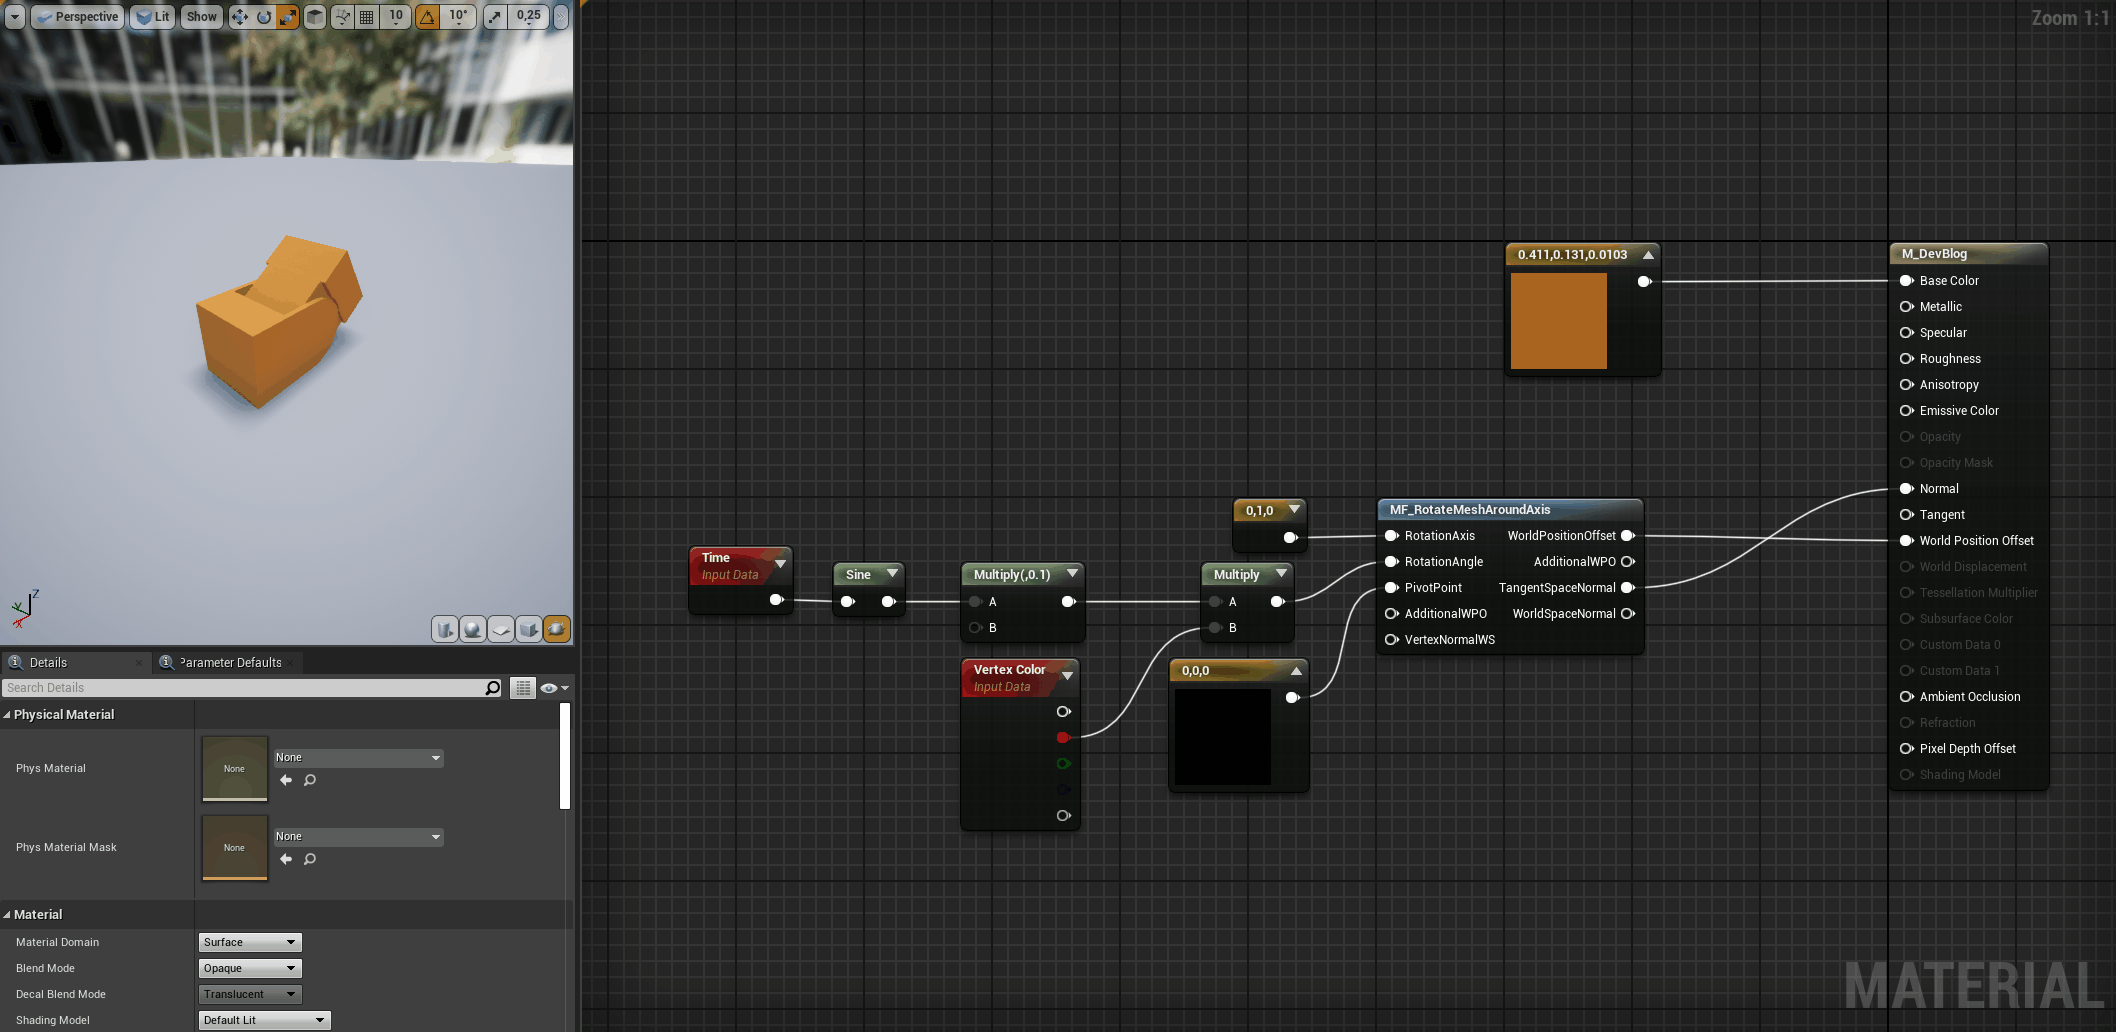 Perspective
Lit
Show
10
10°
0,25
Zoom 1:1
Z
Y
X
Details
Parameter Defaults
Search Details
Physical Material
Phys Material
None
None
Phys Material Mask
None
None
Material
Material Domain
Surface
Blend Mode
Opaque
Decal Blend Mode
Translucent
Shading Model
Default Lit
Time
Input Data
Sine
Multiply(,0.1)
A
B
Vertex Color
Input Data
Multiply
A
B
0,1,0
0,0,0
MF_RotateMeshAroundAxis
RotationAxis WorldPositionOffset
RotationAngle AdditionalWPO
PivotPoint TangentSpaceNormal
AdditionalWPO WorldSpaceNormal
VertexNormalWS
0.411,0.131,0.0103
M_DevBlog
Base Color
Metallic
Specular
Roughness
Anisotropy
Emissive Color
Opacity
Opacity Mask
Normal
Tangent
World Position Offset
World Displacement
Tessellation Multiplier
Subsurface Color
Custom Data 0
Custom Data 1
Ambient Occlusion
Refraction
Pixel Depth Offset
Shading Model
MATERIAL